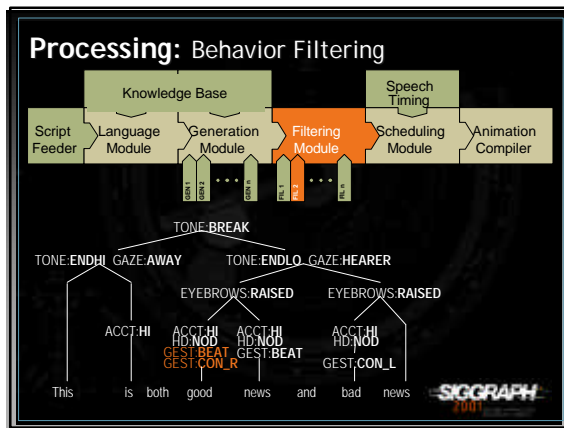 Processing: Behavior Filtering
Knowledge Base
Speech
Timing
Script
Feeder
Language
Module
Generation
Module
Filtering
Module
Scheduling
Module
Animation
Compiler
GEN 1
GEN 2
• • •
GEN n
FIL 1
FIL 2
• • •
FIL n
TONE:BREAK
TONE:ENDHI GAZE:AWAY TONE:ENDLO GAZE:HEARER
EYEBROWS:RAISED EYEBROWS:RAISED
ACCT:HI ACCT:HI ACCT:HI ACCT:HI
HD:NOD HD:NOD HD:NOD
GEST:BEAT GEST:BEAT
GEST:CON_R GEST:CON_L
This is both good news and bad news
SIGGRAPH
2001